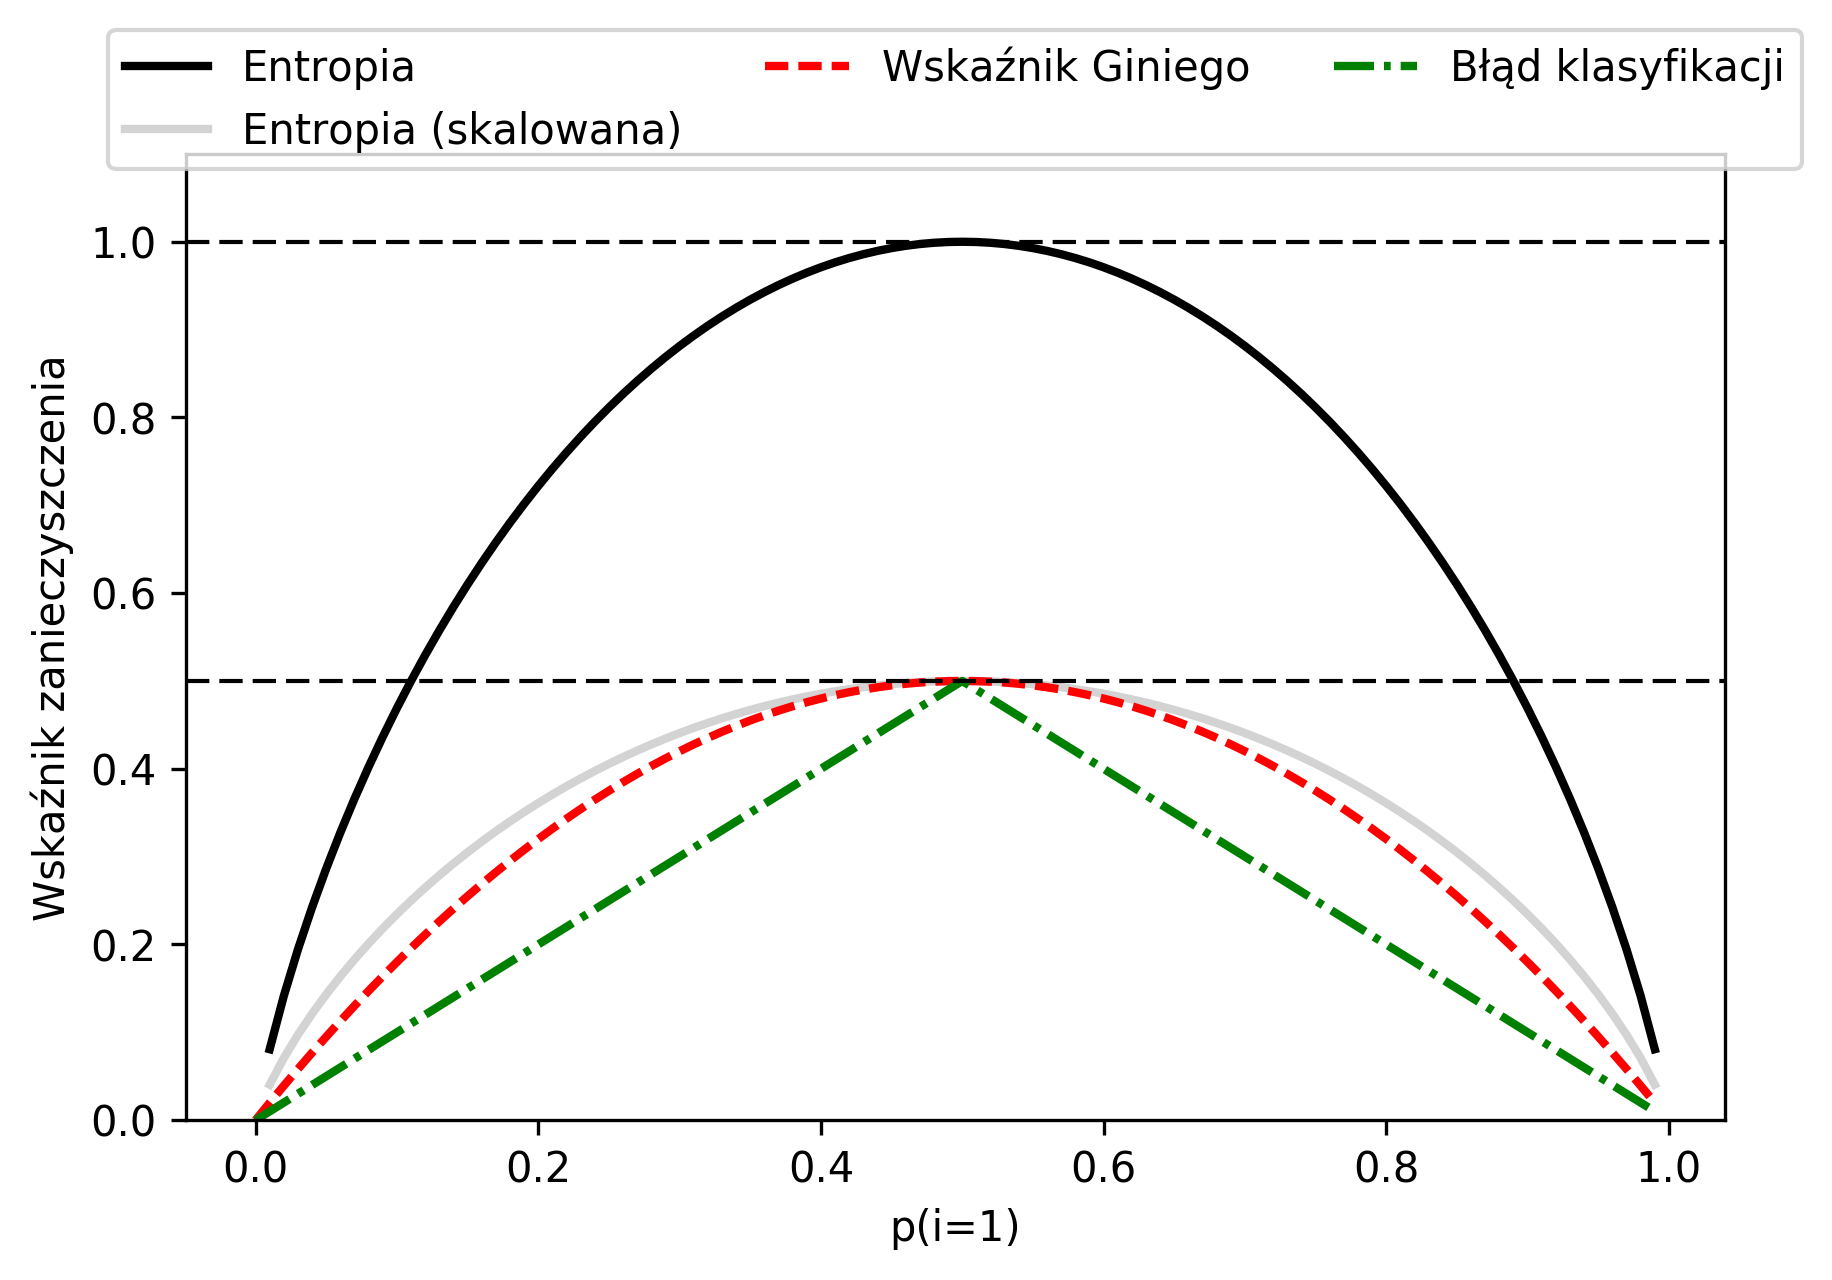 Entropia
Wskaźnik Giniego
Błąd klasyfikacji
Entropia (skalowana)
1.0
0.8
0.6
0.4
0.2
0.0
Wskaźnik zanieczyszczenia
0.0 0.2 0.4 0.6 0.8 1.0
p(i=1)